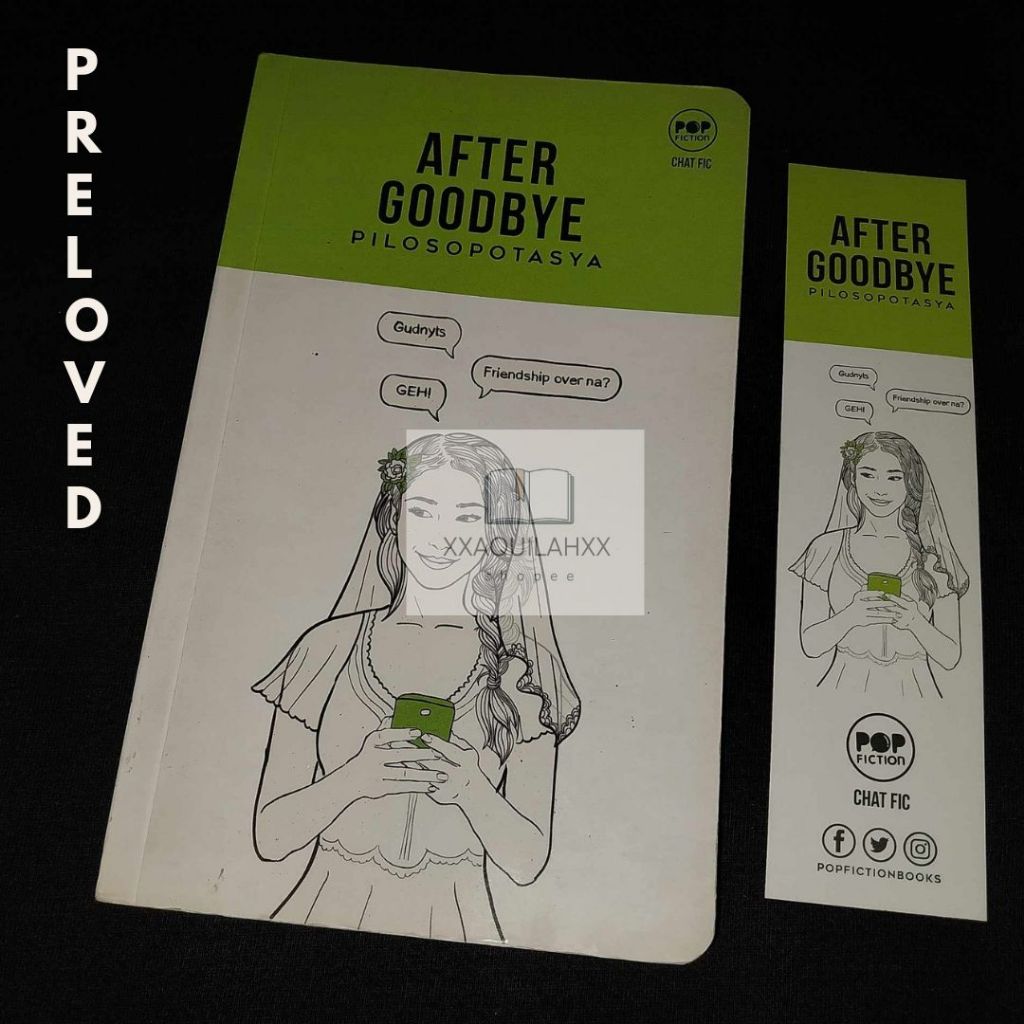 PRELOVED
POP
FICTION
CHAT FIC
AFTER
GOODBYE
PILOSOPOTASYA
Gudnyts
Friendship over na?
GEH!
XXAQUILAHXX
shopee
AFTER
GOODBYE
PILOSOPOTASYA
Gudnyts
Friendship over na?
GEH!
POP
FICTION
CHAT FIC
POPFICTIONBOOKS